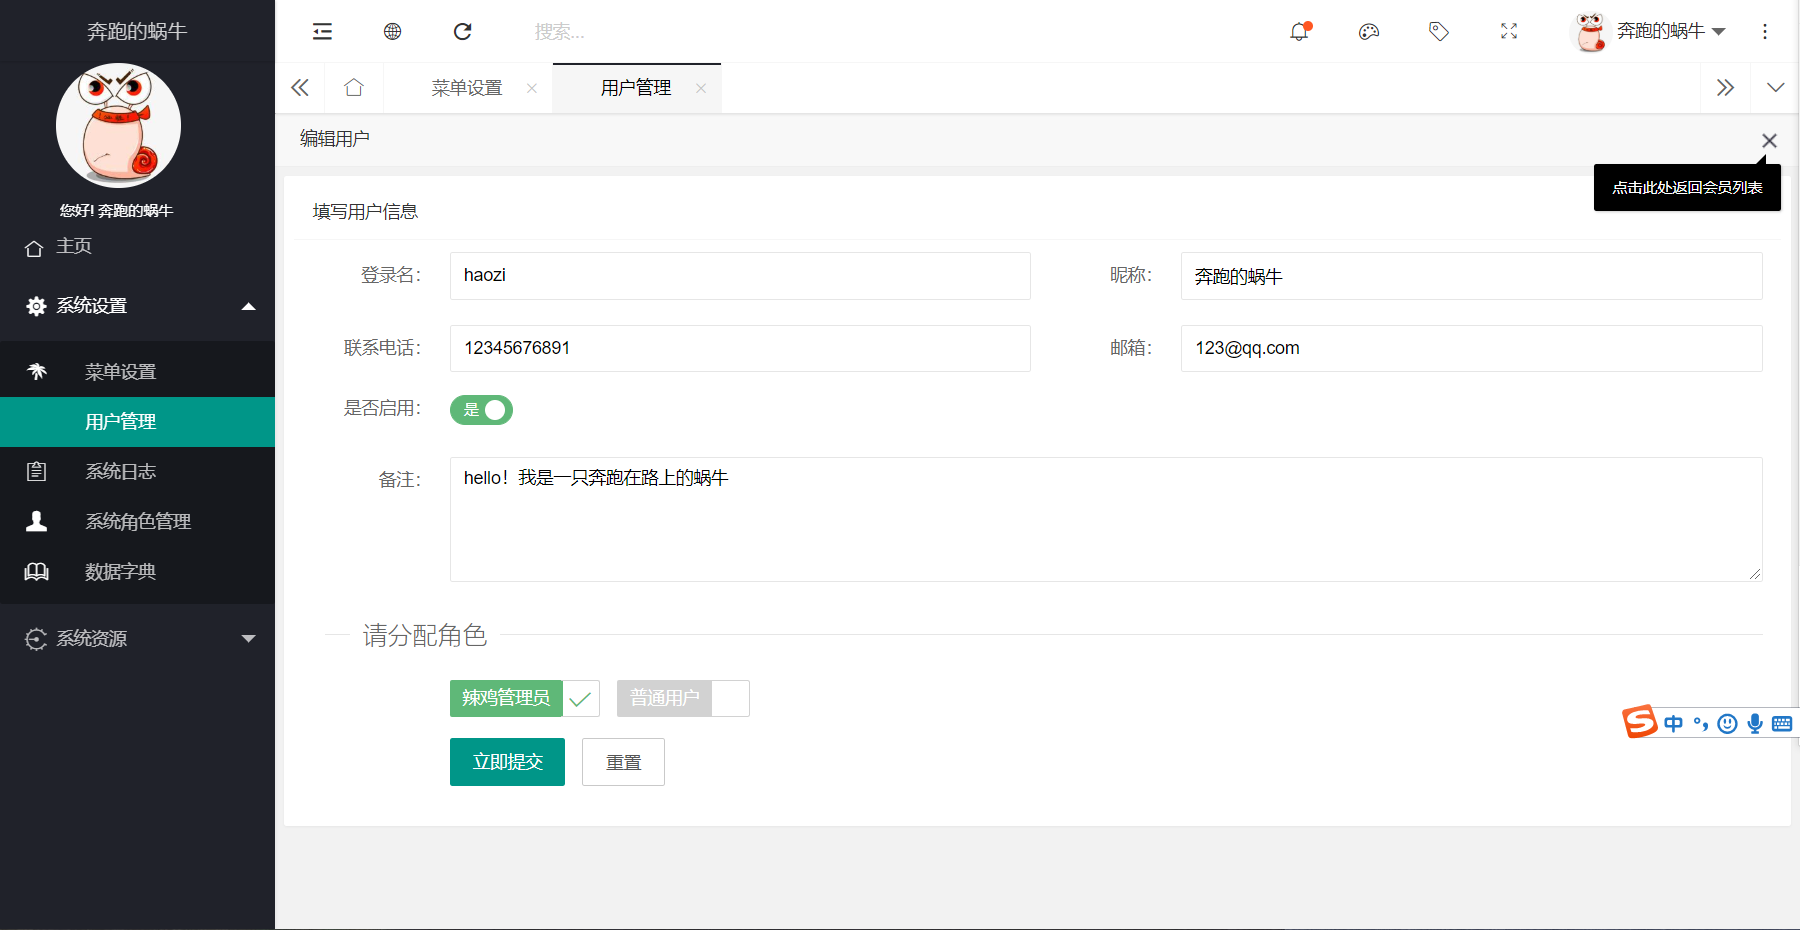 奔跑的蜗牛
搜索...
奔跑的蜗牛
菜单设置
用户管理
编辑用户
点击此处返回会员列表
您好! 奔跑的蜗牛
主页
系统设置
菜单设置
用户管理
系统日志
系统角色管理
数据字典
系统资源
填写用户信息
登录名: haozi
昵称: 奔跑的蜗牛
联系电话: 12345676891
邮箱: 123@qq.com
是否启用: 是
备注: hello! 我是一只奔跑在路上的蜗牛
请分配角色
辣鸡管理员 普通用户
立即提交 重置
S 中 °,